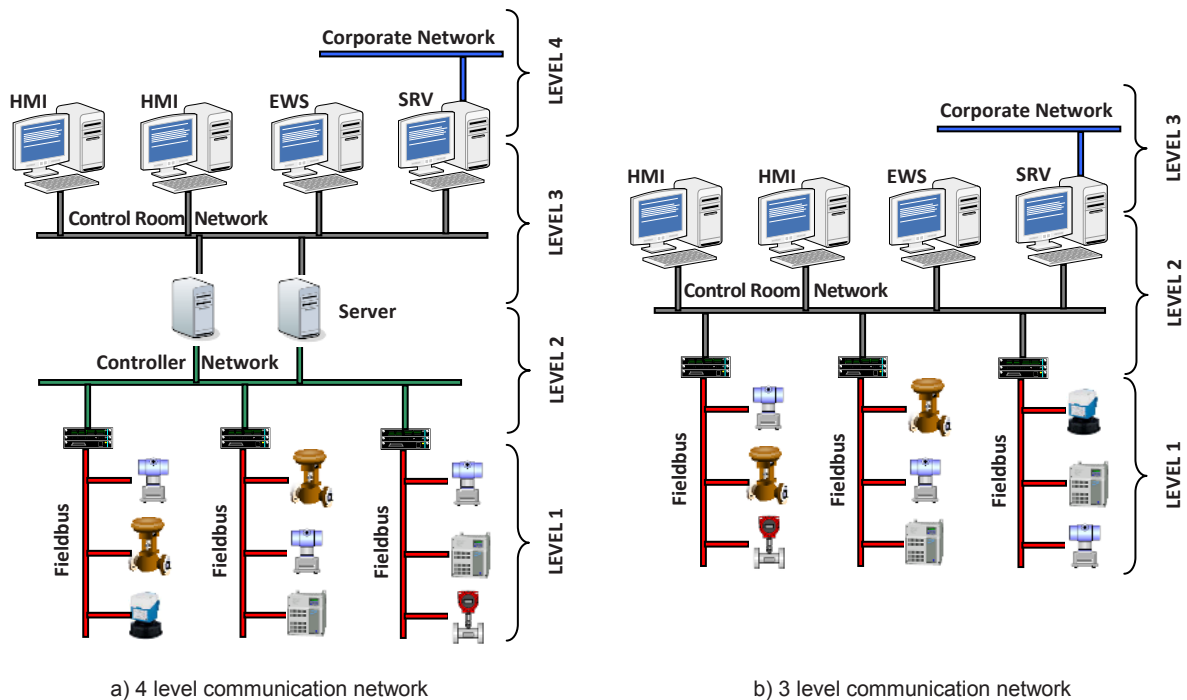 Corporate Network
LEVEL 4
HMI
HMI
EWS
SRV
Control Room Network
LEVEL 3
Server
Controller Network
LEVEL 2
Fieldbus
Fieldbus
Fieldbus
LEVEL 1
a) 4 level communication network
Corporate Network
LEVEL 3
HMI
HMI
EWS
SRV
Control Room Network
LEVEL 2
Fieldbus
Fieldbus
Fieldbus
LEVEL 1
b) 3 level communication network